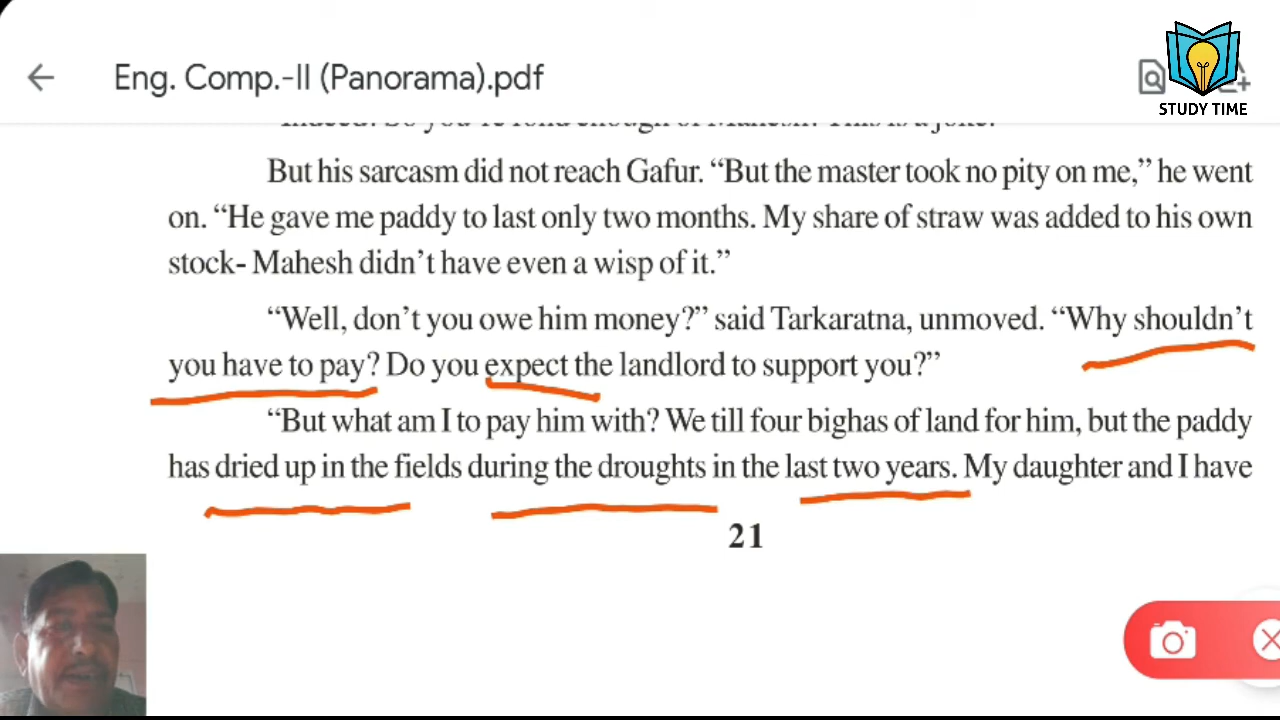 Eng. Comp.-II (Panorama).pdf
STUDY TIME
But his sarcasm did not reach Gafur. “But the master took no pity on me,” he went
on. “He gave me paddy to last only two months. My share of straw was added to his own
stock- Mahesh didn’t have even a wisp of it.”
“Well, don’t you owe him money?” said Tarkaratna, unmoved. “Why shouldn’t
you have to pay? Do you expect the landlord to support you?”
“But what am I to pay him with? We till four bighas of land for him, but the paddy
has dried up in the fields during the droughts in the last two years. My daughter and I have
21